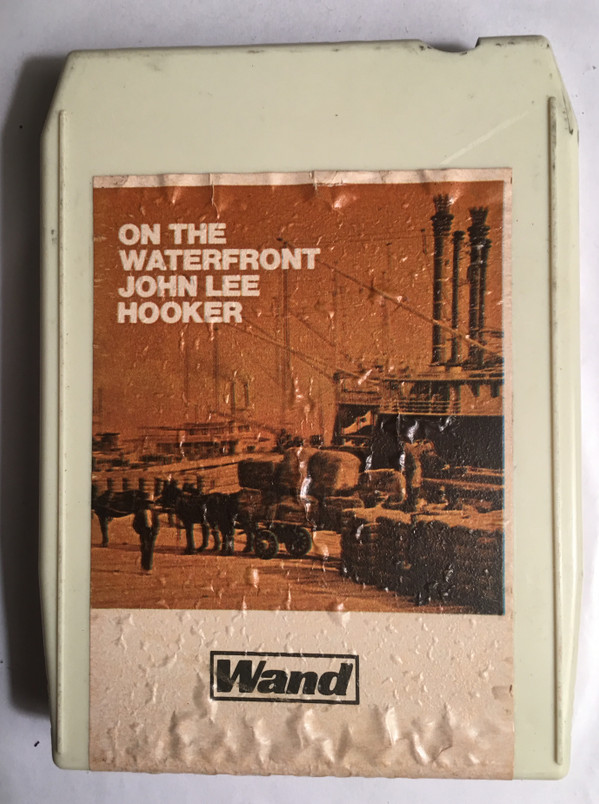 ON THE
WATERFRONT
JOHN LEE
HOOKER
Wand